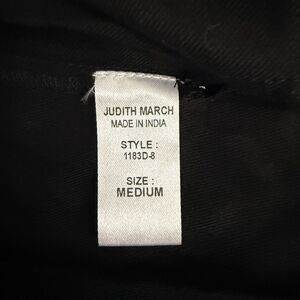 JUDITH MARCH
MADE IN INDIA
STYLE :
1183D-8
SIZE :
MEDIUM